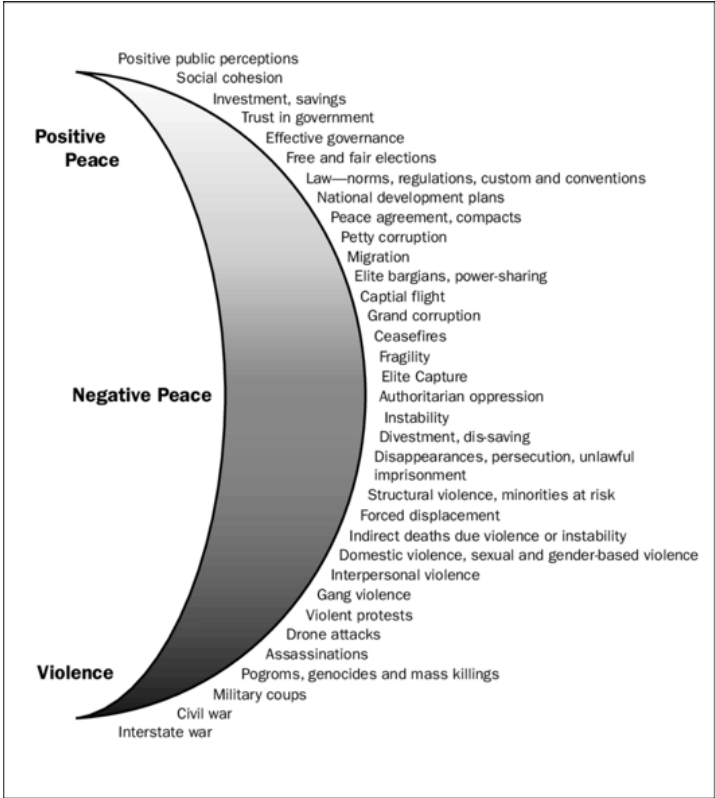 Positive public perceptions
Social cohesion
Investment, savings
Trust in government
Positive
Peace
Effective governance
Free and fair elections
Law—norms, regulations, custom and conventions
National development plans
Peace agreement, compacts
Petty corruption
Migration
Elite bargians, power-sharing
Captial flight
Grand corruption
Ceasefires
Fragility
Elite Capture
Negative Peace
Authoritarian oppression
Instability
Divestment, dis-saving
Disappearances, persecution, unlawful
imprisonment
Structural violence, minorities at risk
Forced displacement
Indirect deaths due violence or instability
Domestic violence, sexual and gender-based violence
Interpersonal violence
Gang violence
Violent protests
Drone attacks
Assassinations
Violence
Pogroms, genocides and mass killings
Military coups
Civil war
Interstate war